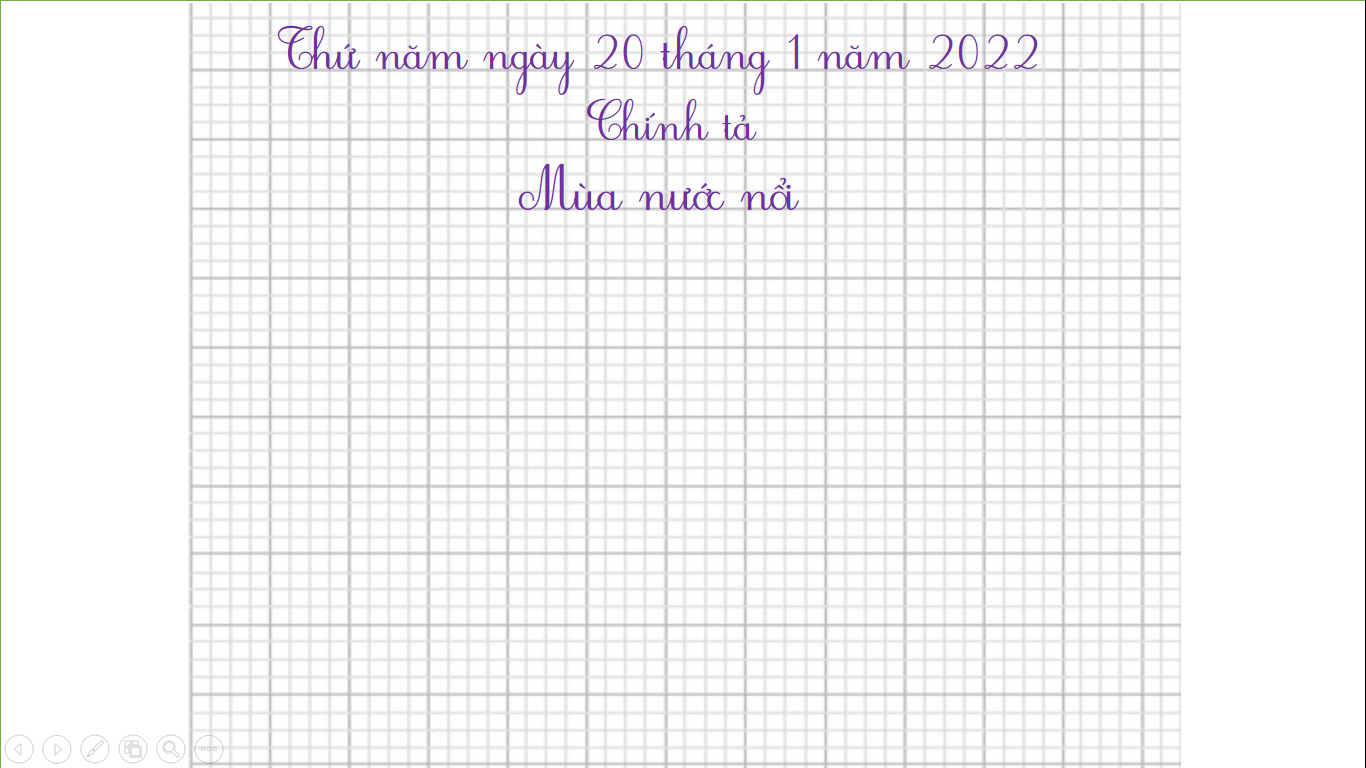 Thứ năm ngày 20 tháng 1 năm 2022
Chính tả
Mùa nước nổi